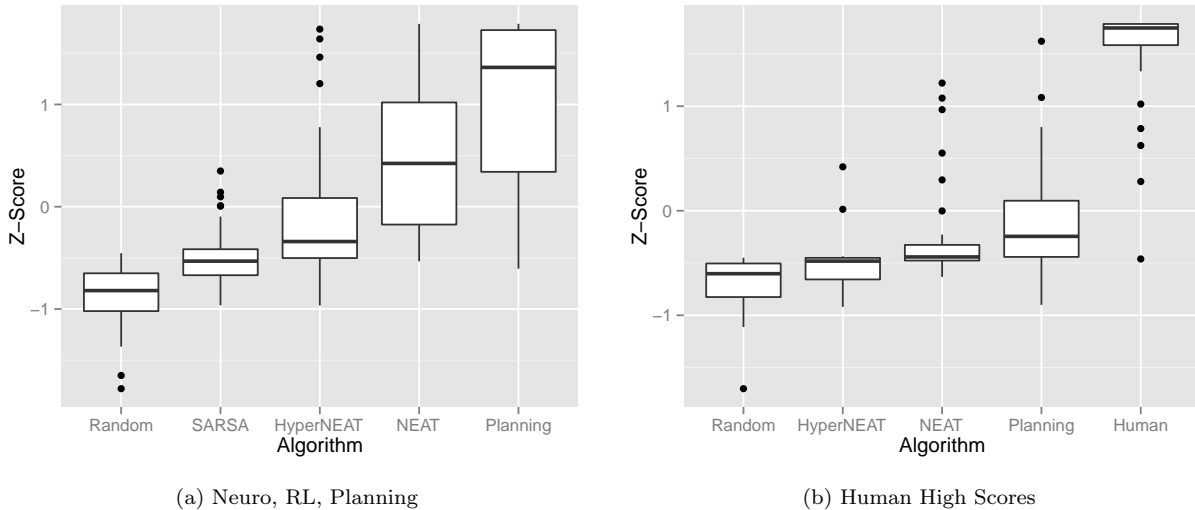 Z−Score
1
0
−1
Random SARSA HyperNEAT NEAT Planning
Algorithm
(a) Neuro, RL, Planning
Z−Score
1
0
−1
Random HyperNEAT NEAT Planning Human
Algorithm
(b) Human High Scores